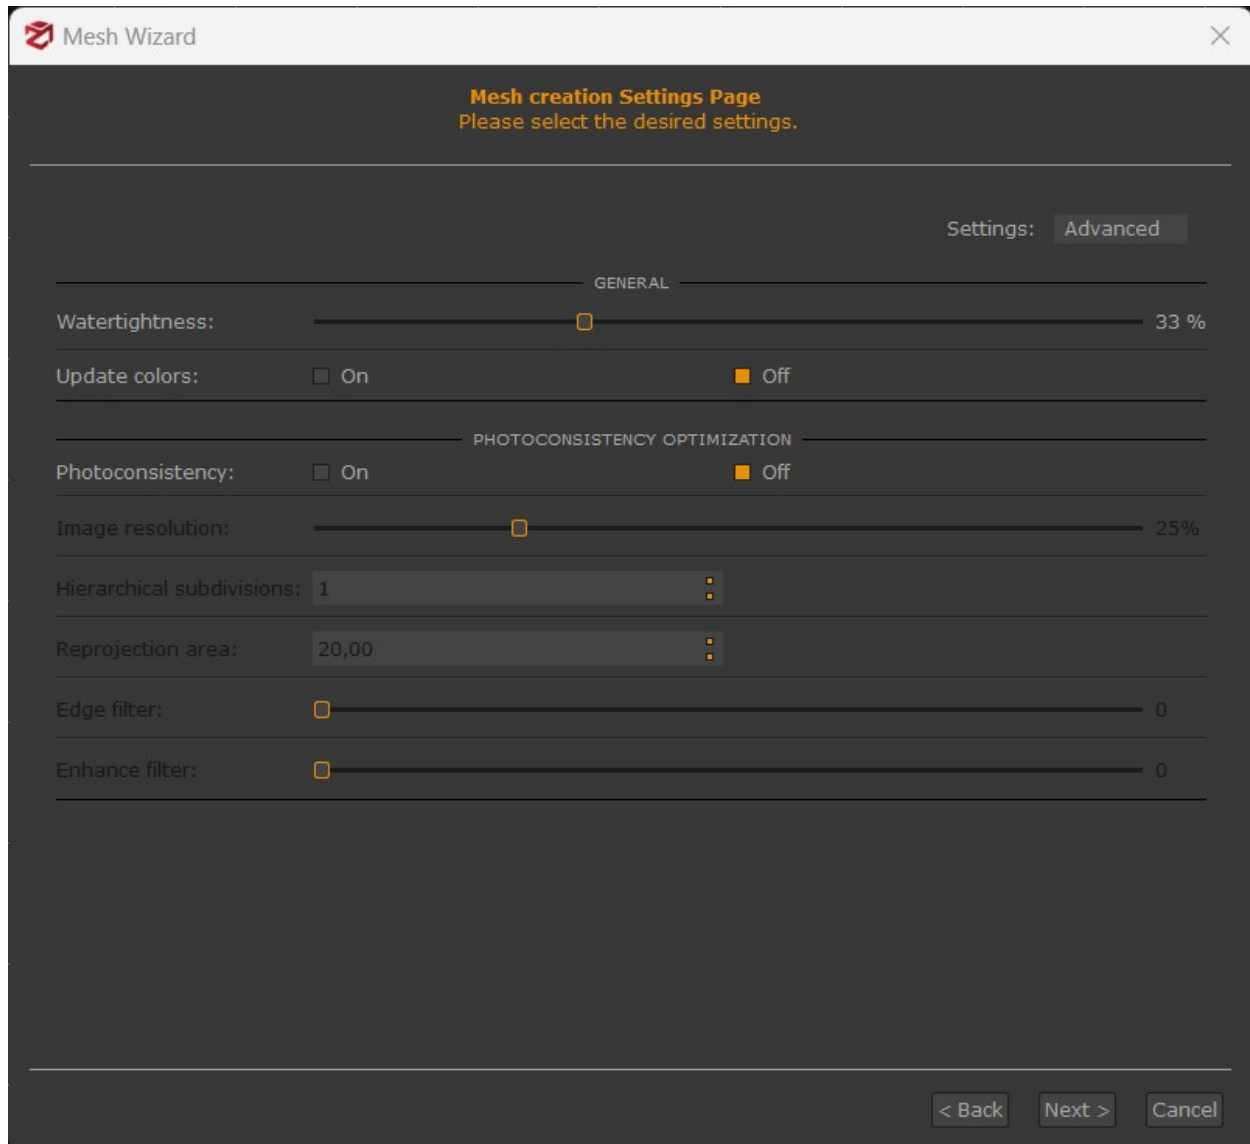 Mesh Wizard
Mesh creation Settings Page
Please select the desired settings.
Settings: Advanced
GENERAL
Watertightness: 33 %
Update colors: On Off
PHOTOCONSISTENCY OPTIMIZATION
Photoconsistency: On Off
Image resolution: 25%
Hierarchical subdivisions: 1
Reprojection area: 20,00
Edge filter: 0
Enhance filter: 0
< Back Next > Cancel